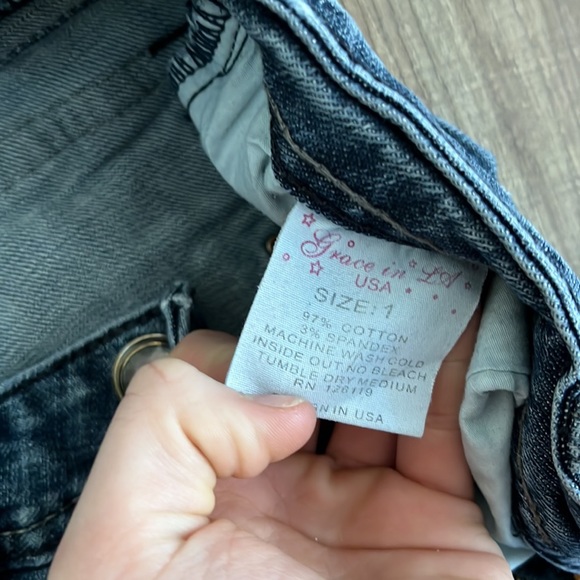 Grace in LA
USA
SIZE: 1
97% COTTON
3% SPANDEX
MACHINE WASH COLD
INSIDE OUT NO BLEACH
TUMBLE DRY MEDIUM
RN 128119
IN USA